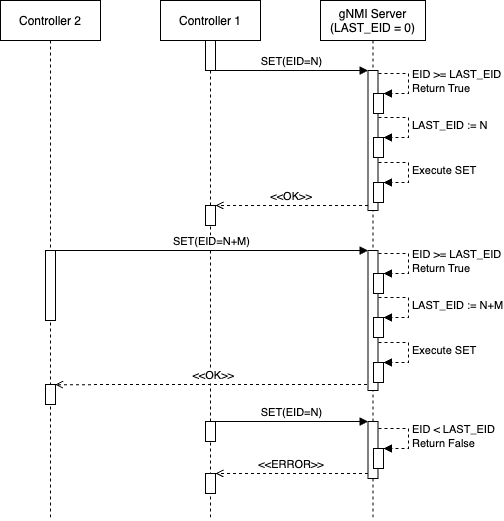 Controller 2
Controller 1
gNMI Server
(LAST_EID = 0)
SET(EID=N)
EID >= LAST_EID
Return True
LAST_EID := N
Execute SET
<<OK>>
SET(EID=N+M)
EID >= LAST_EID
Return True
LAST_EID := N+M
Execute SET
<<OK>>
SET(EID=N)
EID < LAST_EID
Return False
<<ERROR>>